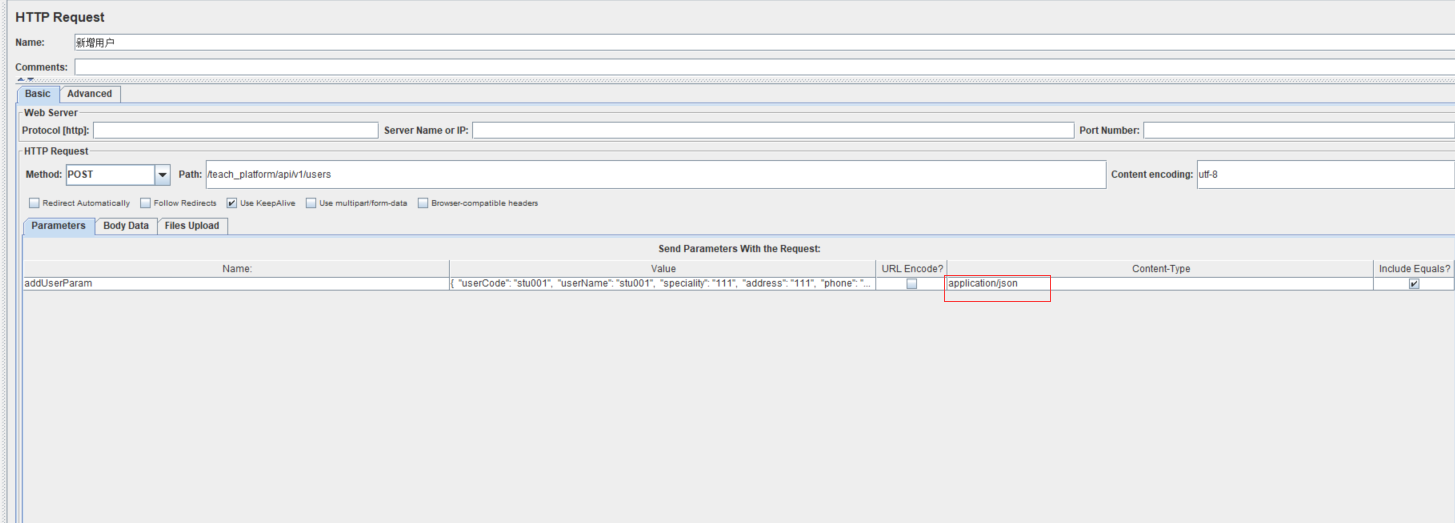 HTTP Request
Name: 新增用户
Comments:
Basic Advanced
Web Server
Protocol [http]: Server Name or IP: Port Number:
HTTP Request
Method: POST Path: /teach_platform/api/v1/users Content encoding: utf-8
Redirect Automatically Follow Redirects Use KeepAlive Use multipart/form-data Browser-compatible headers
Parameters Body Data Files Upload
Send Parameters With the Request:
Name: Value URL Encode? Content-Type Include Equals?
addUserParam { "userCode": "stu001", "userName": "stu001", "speciality": "111", "address": "111", "phone": "... application/json